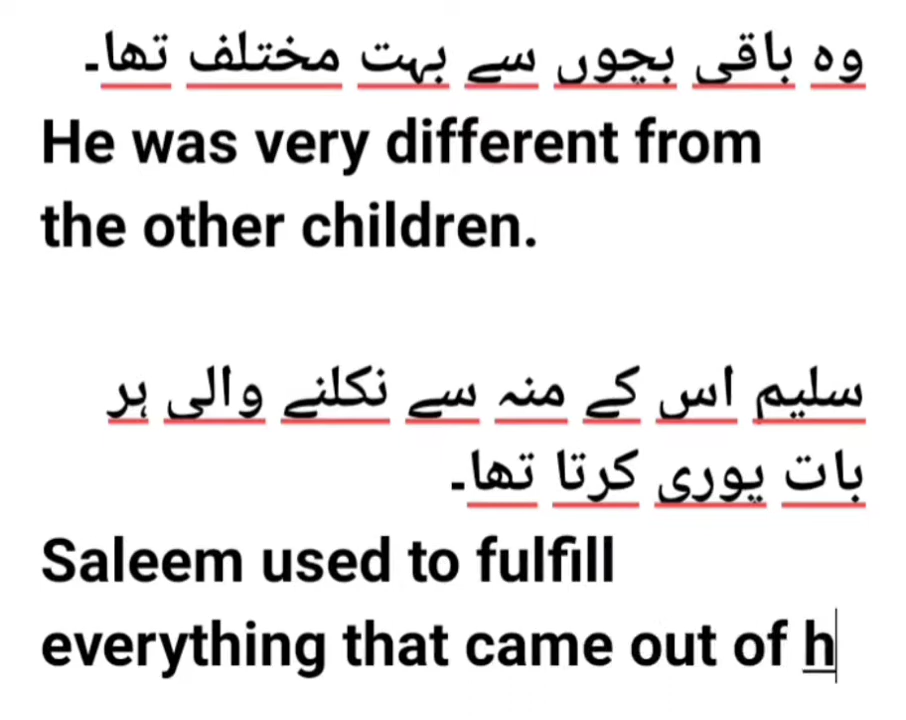 وہ باقی بچوں سے بہت مختلف تھا۔
He was very different from
the other children.
سلیم اس کے منہ سے نکلنے والی ہر
بات پوری کرتا تھا۔
Saleem used to fulfill
everything that came out of h